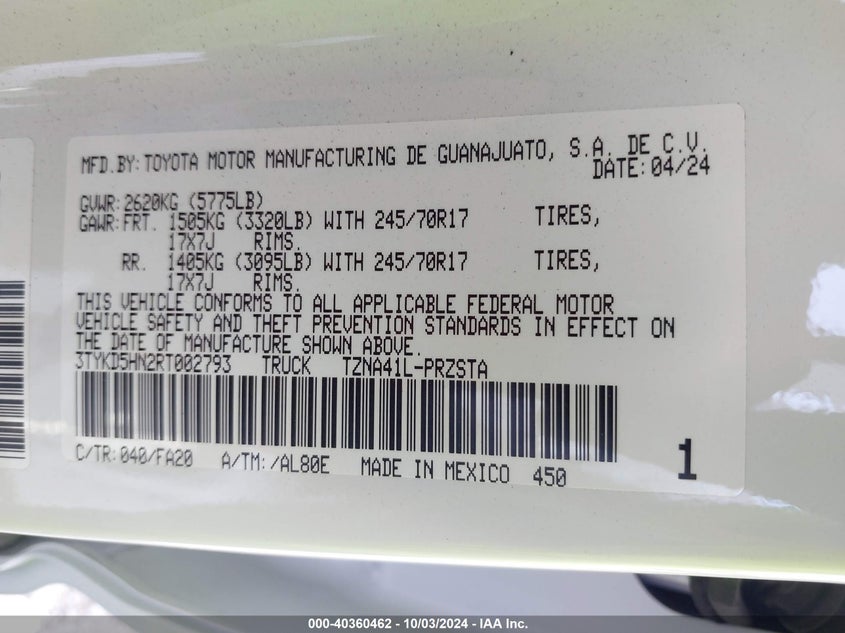 MFD.BY: TOYOTA MOTOR MANUFACTURING DE GUANAJUATO, S.A. DE C.V.
DATE: 04/24
GVWR: 2620KG (5775LB)
GAWR: FRT. 1505KG (3320LB) WITH 245/70R17 TIRES,
17X7J RIMS.
RR. 1405KG (3095LB) WITH 245/70R17 TIRES,
17X7J RIMS.
THIS VEHICLE CONFORMS TO ALL APPLICABLE FEDERAL MOTOR
VEHICLE SAFETY AND THEFT PREVENTION STANDARDS IN EFFECT ON
THE DATE OF MANUFACTURE SHOWN ABOVE.
3TYKD5HN2RT002793 TRUCK TZNA41L-PRZSTA
C/TR: 040/FA20 A/TM: /AL80E MADE IN MEXICO 450 1
000-40360462 - 10/03/2024 - IAA Inc.